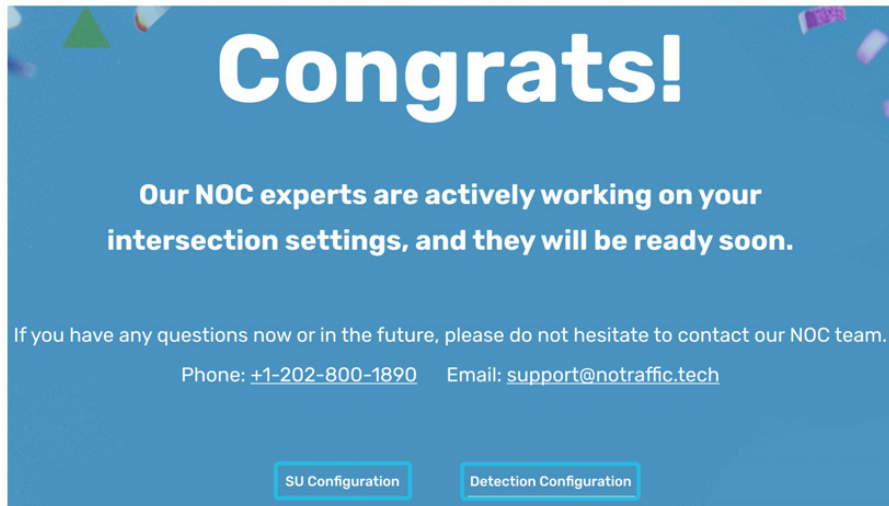 Congrats!
Our NOC experts are actively working on your
intersection settings, and they will be ready soon.
If you have any questions now or in the future, please do not hesitate to contact our NOC team.
Phone: +1-202-800-1890 Email: support@notraffic.tech
SU Configuration Detection Configuration